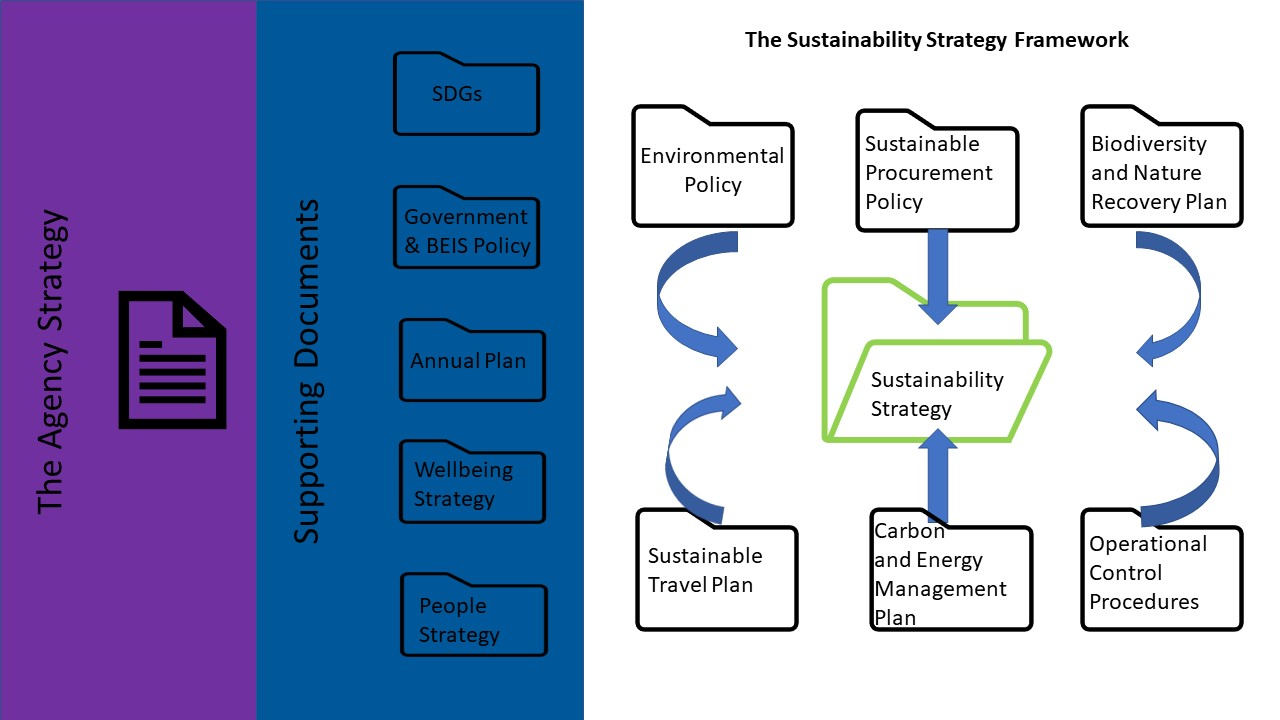 The Agency Strategy
Supporting Documents
SDGs
Government
& BEIS Policy
Annual Plan
Wellbeing
Strategy
People
Strategy
The Sustainability Strategy Framework
Environmental
Policy
Sustainable
Procurement
Policy
Biodiversity
and Nature
Recovery Plan
Sustainability
Strategy
Sustainable
Travel Plan
Carbon
and Energy
Management
Plan
Operational
Control
Procedures